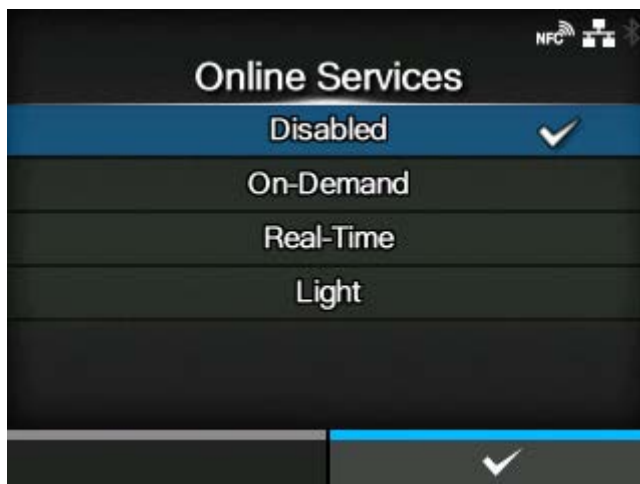 NFC
Online Services
Disabled
On-Demand
Real-Time
Light